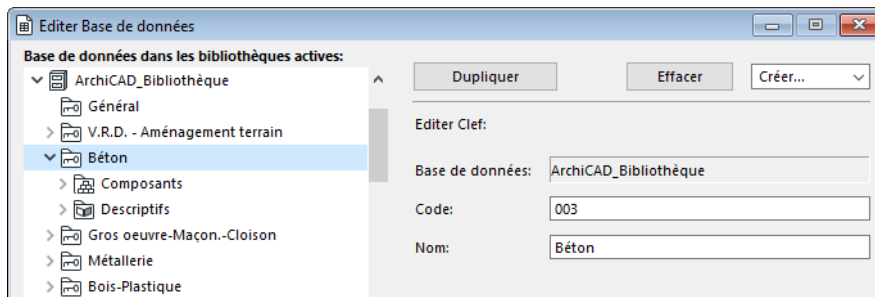 Editer Base de données
Base de données dans les bibliothèques actives:
ArchiCAD_Bibliothèque
Général
V.R.D. - Aménagement terrain
Béton
Composants
Descriptifs
Gros oeuvre-Maçon.-Cloison
Métallerie
Bois-Plastique
Dupliquer Effacer Créer...
Editer Clef:
Base de données: ArchiCAD_Bibliothèque
Code: 003
Nom: Béton